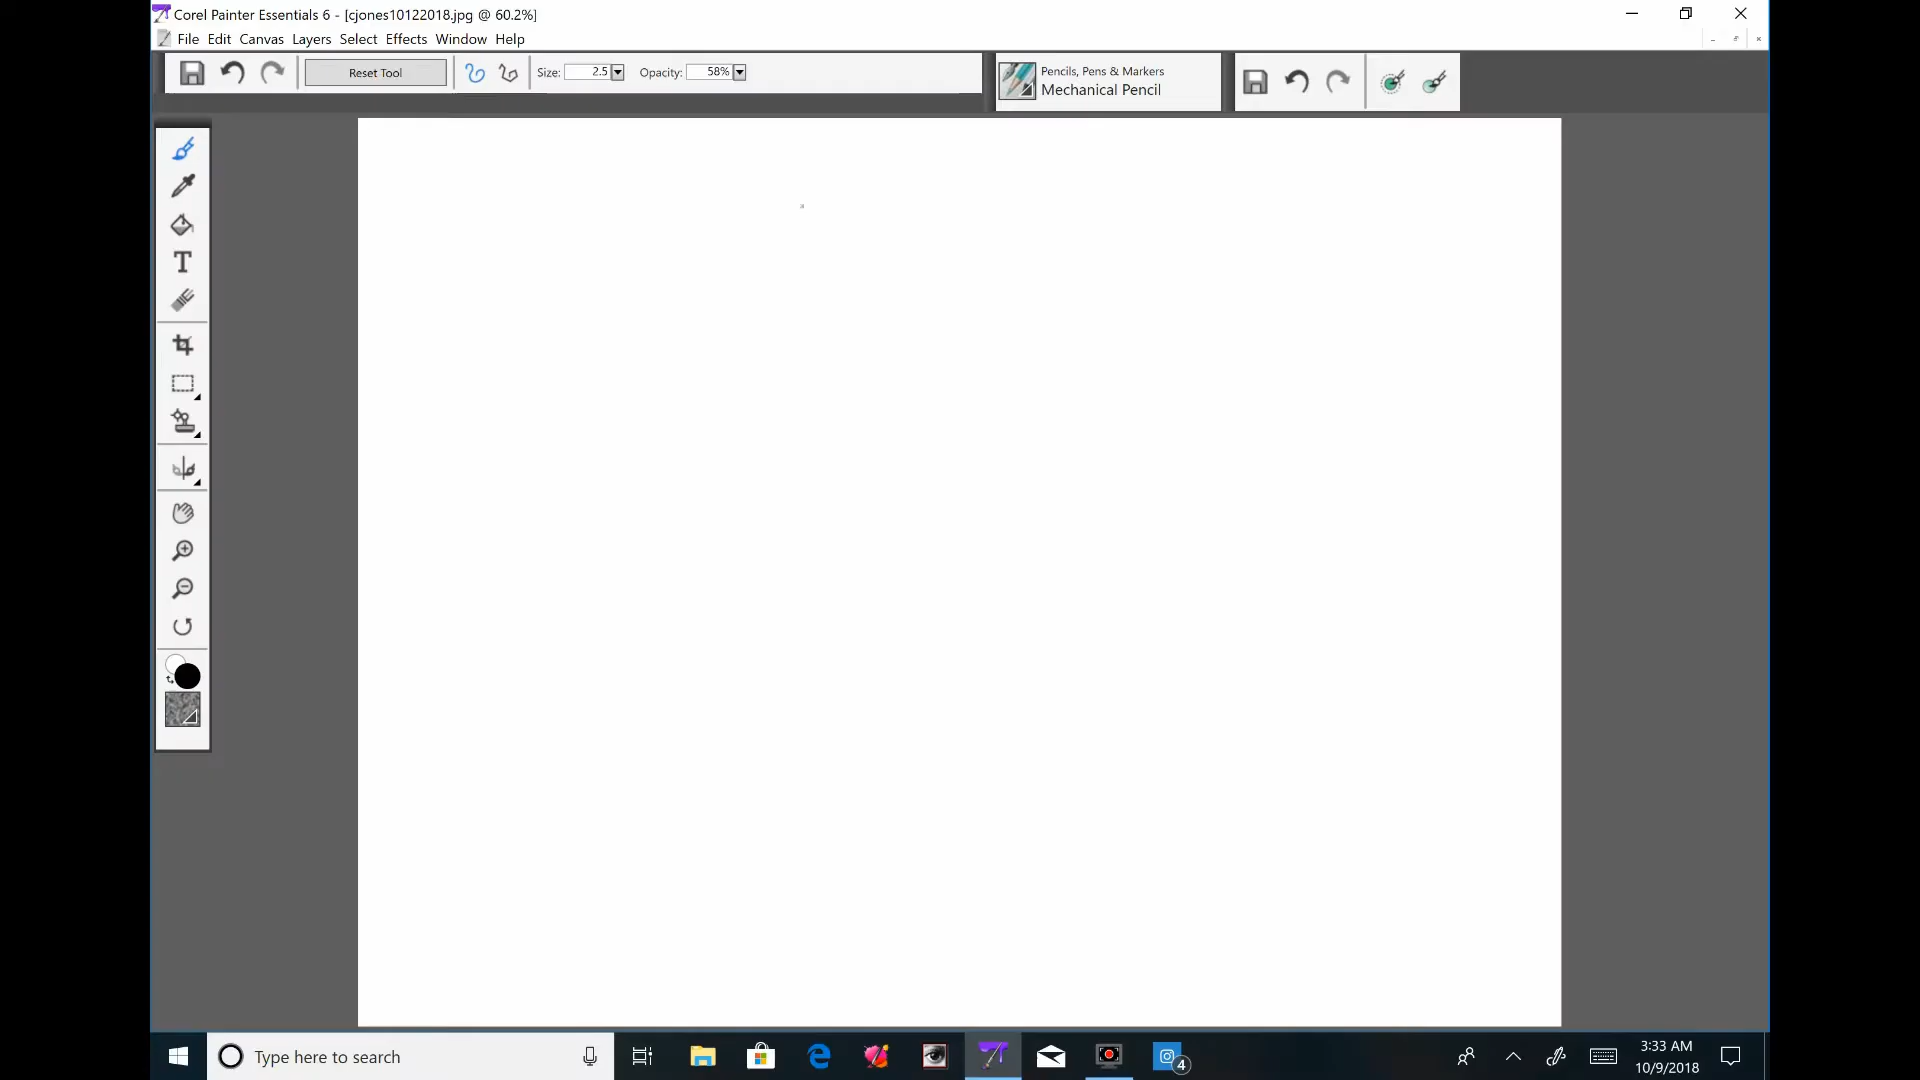 Corel Painter Essentials 6 - [cjones10122018.jpg @ 60.2%]
File Edit Canvas Layers Select Effects Window Help
Reset Tool Size: 2.5 Opacity: 58%
Pencils, Pens & Markers
Mechanical Pencil
T
Type here to search
4
3:33 AM
10/9/2018